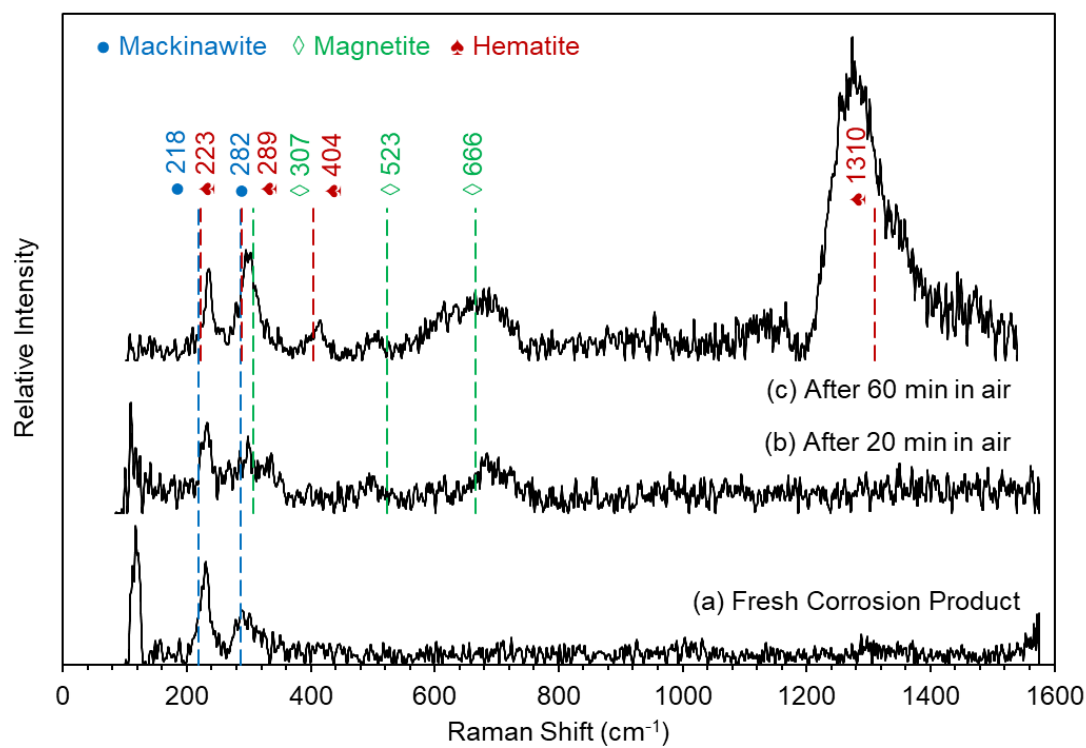 ● Mackinawite ◊ Magnetite ♠ Hematite
● 218
♠ 223
● 282
♠ 289
◊ 307
♠ 404
◊ 523
◊ 666
♠ 1310
Relative Intensity
(c) After 60 min in air
(b) After 20 min in air
(a) Fresh Corrosion Product
0 200 400 600 800 1000 1200 1400 1600
Raman Shift (cm⁻¹)